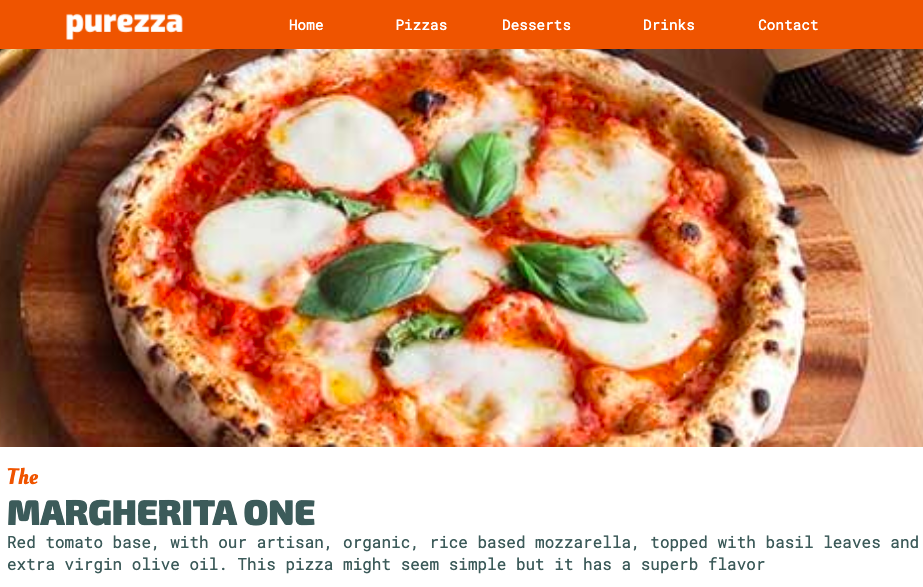 purezza Home Pizzas Desserts Drinks Contact
The
MARGHERITA ONE
Red tomato base, with our artisan, organic, rice based mozzarella, topped with basil leaves and
extra virgin olive oil. This pizza might seem simple but it has a superb flavor